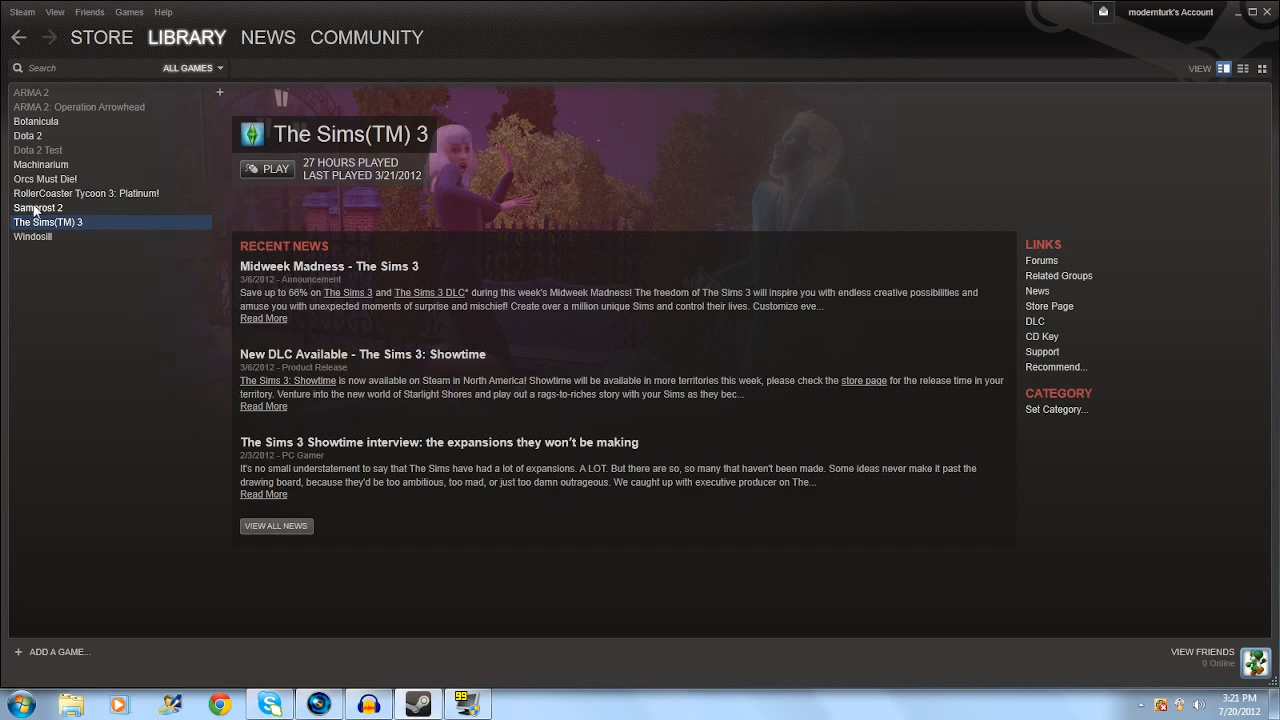 Steam View Friends Games Help
modemturk's Account
STORE LIBRARY NEWS COMMUNITY
Search ALL GAMES VIEW
ARMA 2
ARMA 2: Operation Arrowhead
Botanicula
Dota 2
Dota 2 Test
Machinarium
Orcs Must Die!
RollerCoaster Tycoon 3: Platinum!
Samorost 2
The Sims(TM) 3
Windosill
The Sims(TM) 3
PLAY
27 HOURS PLAYED
LAST PLAYED 3/21/2012
RECENT NEWS
Midweek Madness - The Sims 3
3/6/2012 - Announcement
Save up to 66% on The Sims 3 and The Sims 3 DLC* during this week's Midweek Madness! The freedom of The Sims 3 will inspire you with endless creative possibilities and
amuse you with unexpected moments of surprise and mischief! Create over a million unique Sims and control their lives. Customize eve...
Read More
New DLC Available - The Sims 3: Showtime
3/6/2012 - Product Release
The Sims 3: Showtime is now available on Steam in North America! Showtime will be available in more territories this week, please check the store page for the release time in your
territory. Venture into the new world of Starlight Shores and play out a rags-to-riches story with your Sims as they bec...
Read More
The Sims 3 Showtime interview: the expansions they won't be making
2/3/2012 - PC Gamer
It's no small understatement to say that The Sims have had a lot of expansions. A LOT. But there are so, so many that haven't been made. Some ideas never make it past the
drawing board, because they'd be too ambitious, too mad, or just too damn outrageous. We caught up with executive producer on The...
Read More
VIEW ALL NEWS
LINKS
Forums
Related Groups
News
Store Page
DLC
CD Key
Support
Recommend...
CATEGORY
Set Category...
+ ADD A GAME...
VIEW FRIENDS
0 Online
99
3:21 PM
7/20/2012